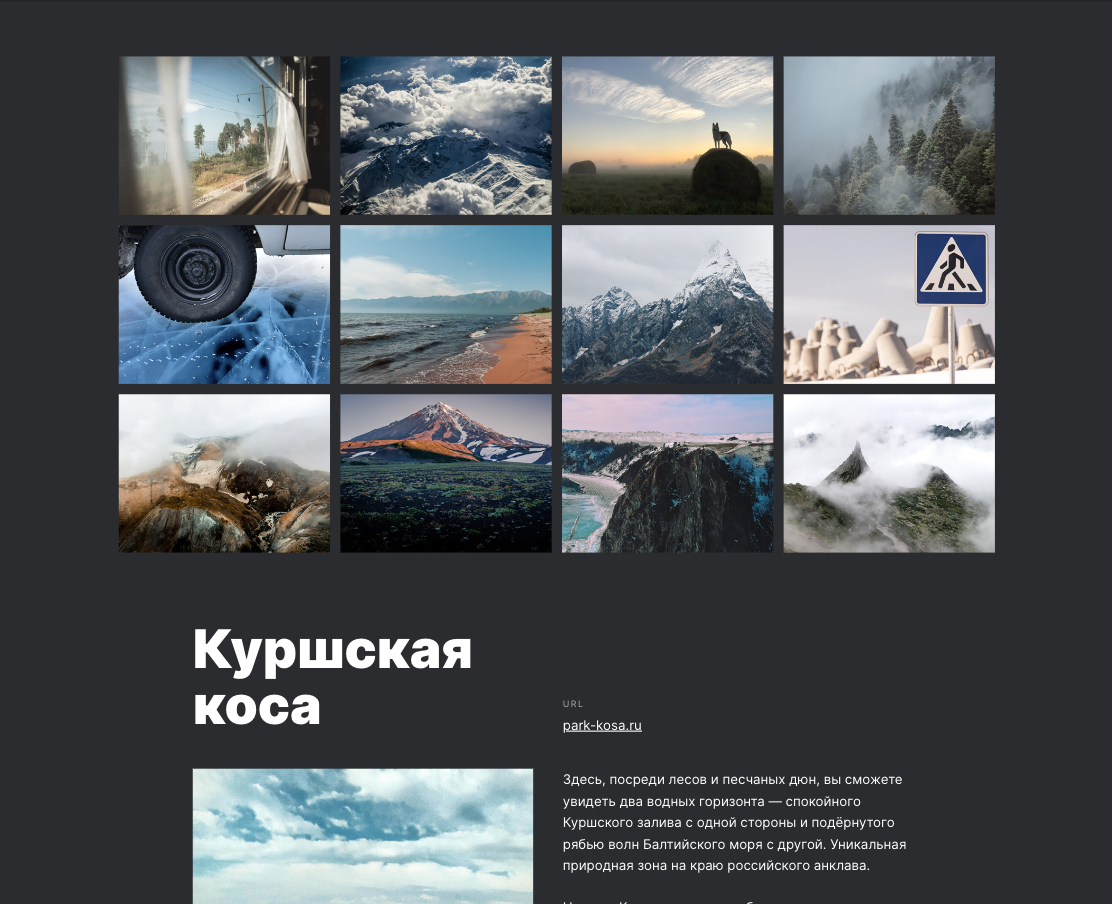 Куршская
коса
URL
park-kosa.ru
Здесь, посреди лесов и песчаных дюн, вы сможете
увидеть два водных горизонта — спокойного
Куршского залива с одной стороны и подёрнутого
рябью волн Балтийского моря с другой. Уникальная
природная зона на краю российского анклава.